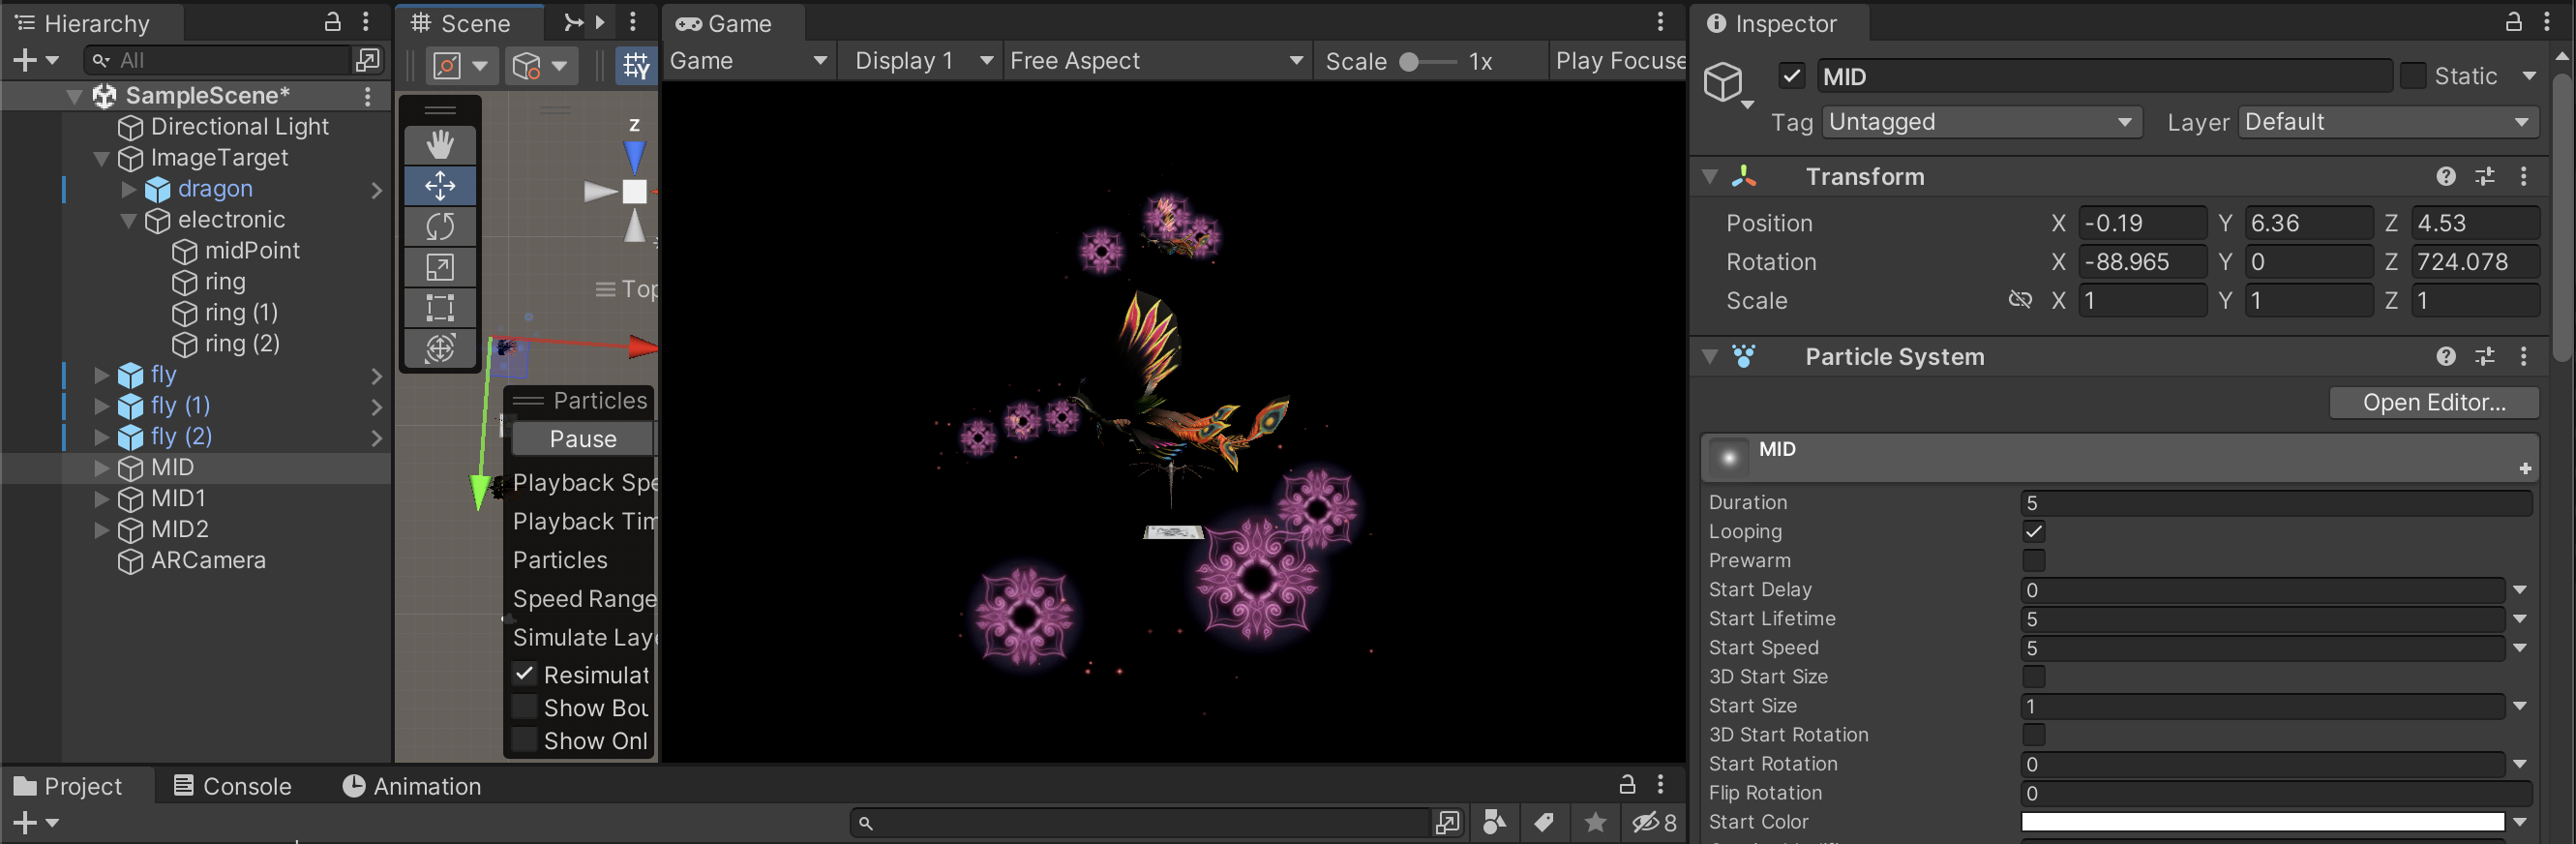 Hierarchy
All
SampleScene*
Directional Light
ImageTarget
dragon
electronic
midPoint
ring
ring (1)
ring (2)
fly
fly (1)
fly (2)
MID
MID1
MID2
ARCamera
Scene
z
Top
Particles
Pause
Playback Spe
Playback Tim
Particles
Speed Range
Simulate Laye
Resimulat
Show Bou
Show Onl
Game
Game
Display 1
Free Aspect
Scale 1x
Play Focuse
Inspector
MID
Static
Tag Untagged
Layer Default
Transform
Position X -0.19 Y 6.36 Z 4.53
Rotation X -88.965 Y 0 Z 724.078
Scale X 1 Y 1 Z 1
Particle System
Open Editor...
MID
Duration 5
Looping
Prewarm
Start Delay 0
Start Lifetime 5
Start Speed 5
3D Start Size
Start Size 1
3D Start Rotation
Start Rotation 0
Flip Rotation 0
Start Color
Project
Console
Animation
8